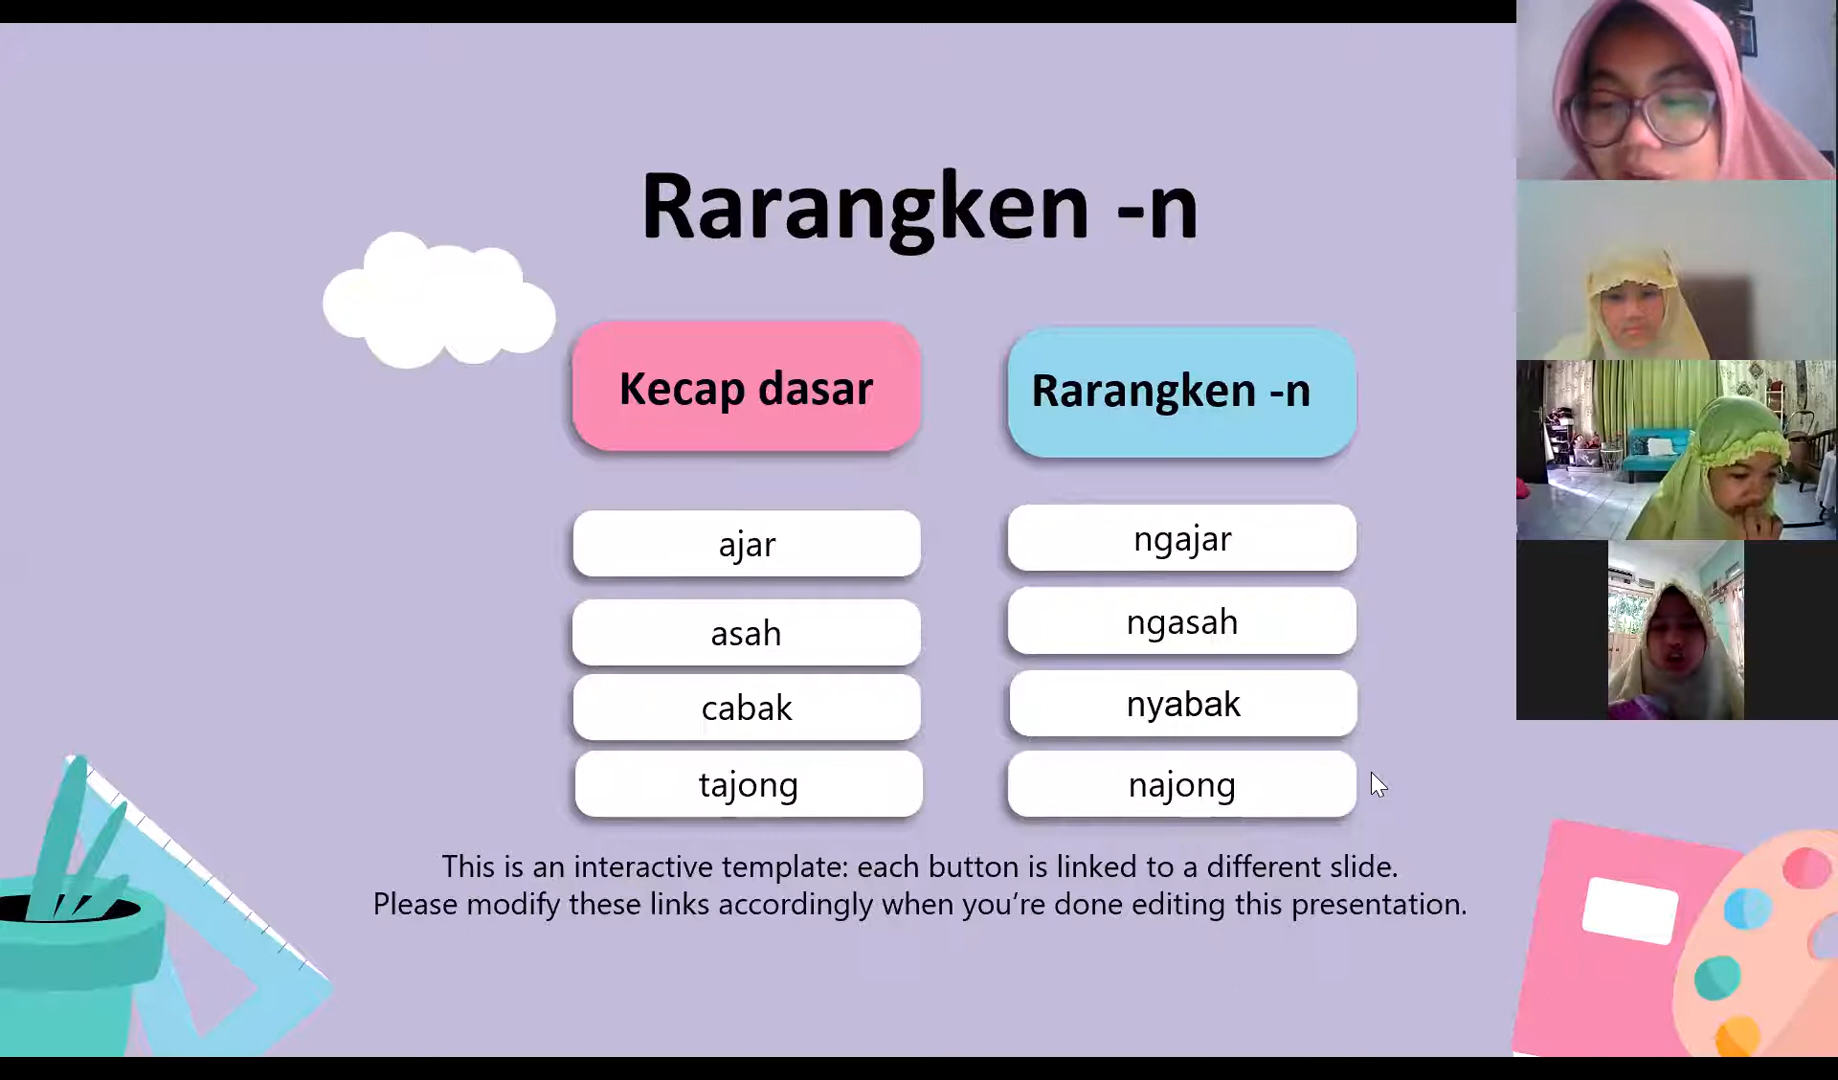 Rarangken -n
Kecap dasar
Rarangken -n
ajar
ngajar
asah
ngasah
cabak
nyabak
tajong
najong
This is an interactive template: each button is linked to a different slide.
Please modify these links accordingly when you’re done editing this presentation.